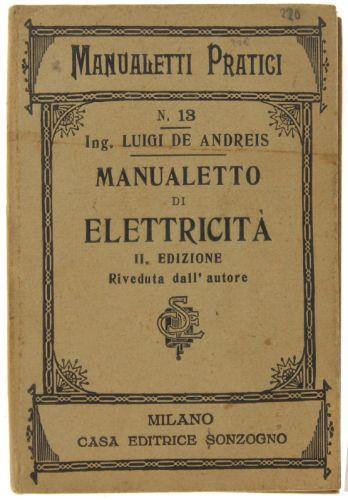 220
MANUALETTI PRATICI
N. 13
Ing. LUIGI DE ANDREIS
MANUALETTO
DI
ELETTRICITÀ
II. EDIZIONE
Riveduta dall'autore
MILANO
CASA EDITRICE SONZOGNO